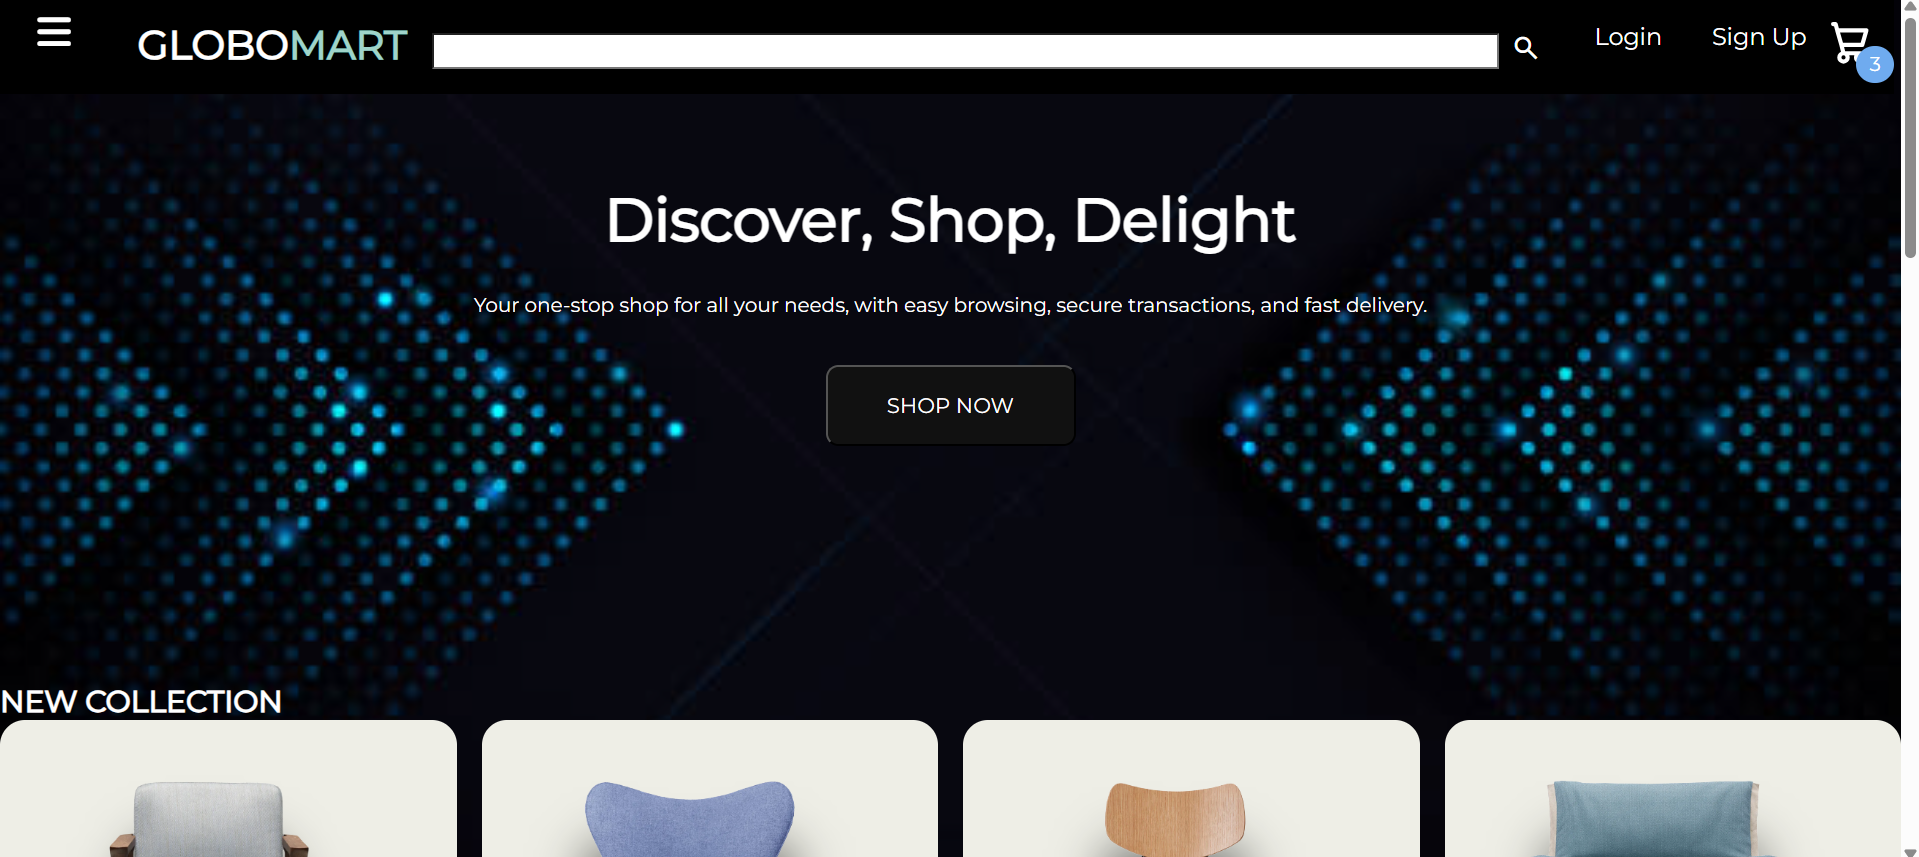 GLOBOMART
Login
Sign Up
3
Discover, Shop, Delight
Your one-stop shop for all your needs, with easy browsing, secure transactions, and fast delivery.
SHOP NOW
NEW COLLECTION